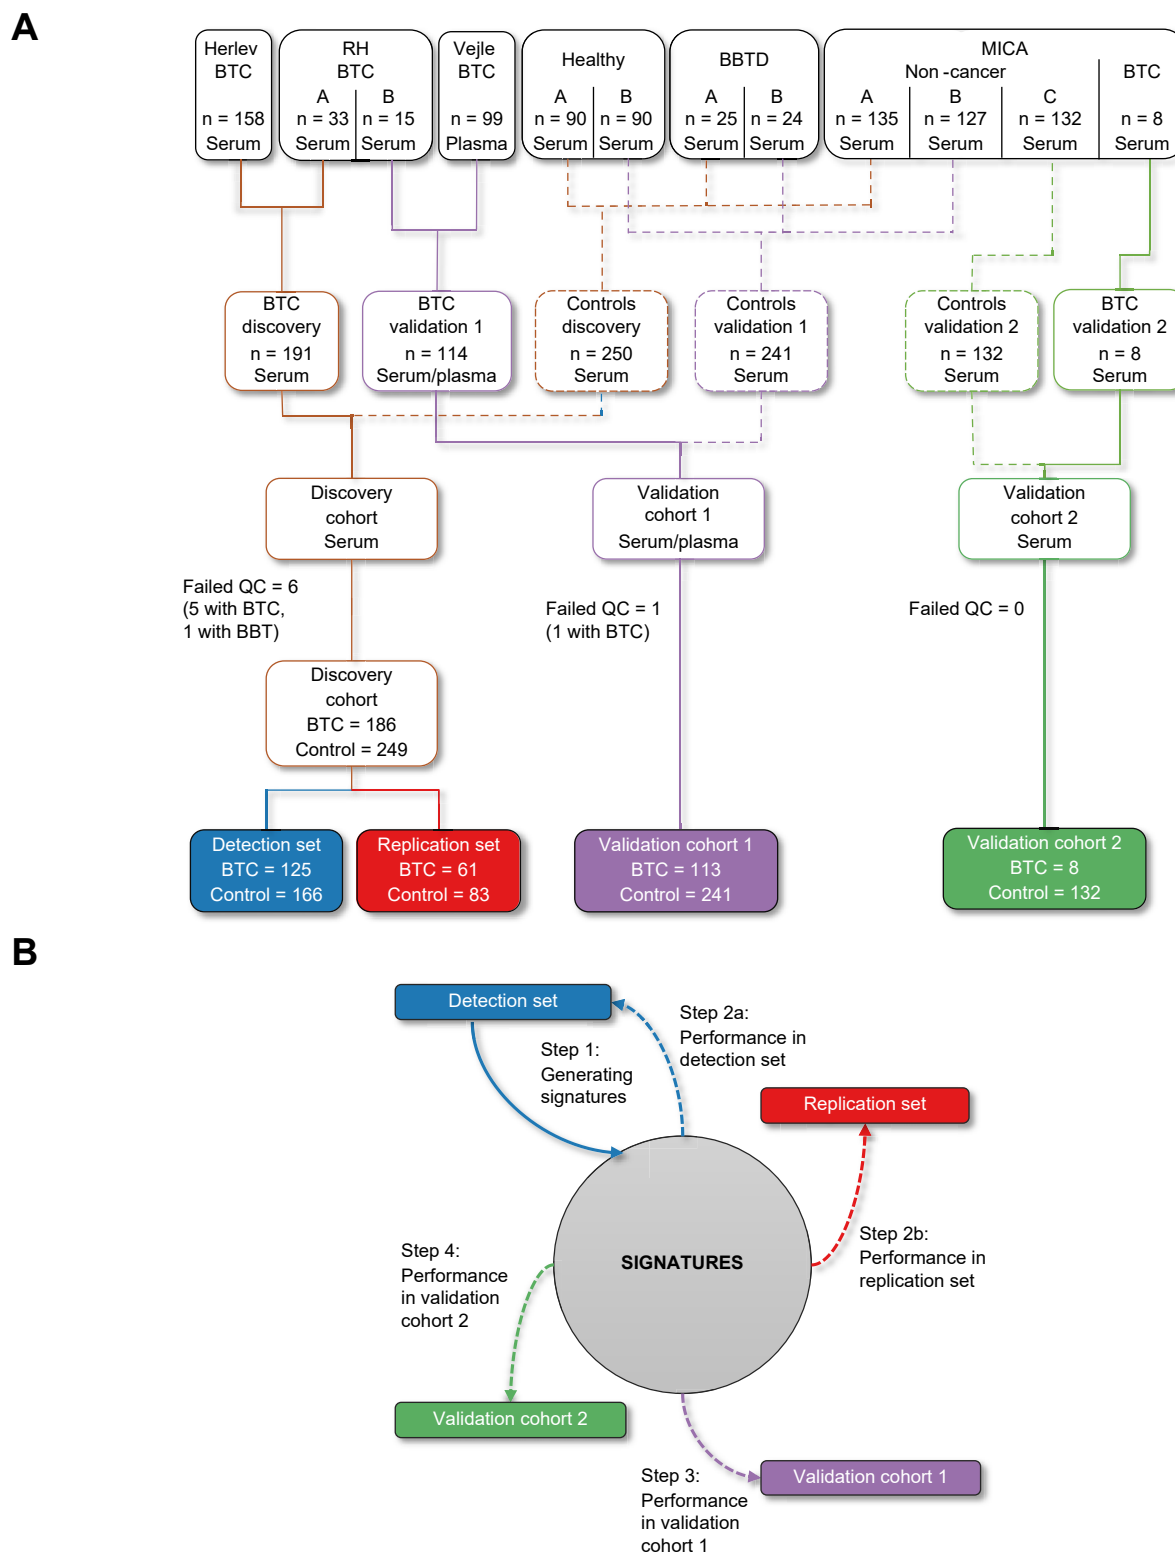 A
Herlev
BTC
n = 158
Serum
RH
BTC
A
n = 33
Serum
B
n = 15
Serum
Vejle
BTC
n = 99
Plasma
Healthy
A
n = 90
Serum
B
n = 90
Serum
BBTD
A
n = 25
Serum
B
n = 24
Serum
MICA
Non -cancer
A
n = 135
Serum
B
n = 127
Serum
C
n = 132
Serum
BTC
n = 8
Serum
BTC
discovery
n = 191
Serum
BTC
validation 1
n = 114
Serum/plasma
Controls
discovery
n = 250
Serum
Controls
validation 1
n = 241
Serum
Controls
validation 2
n = 132
Serum
BTC
validation 2
n = 8
Serum
Discovery
cohort
Serum
Validation
cohort 1
Serum/plasma
Validation
cohort 2
Serum
Failed QC = 6
(5 with BTC,
1 with BBT)
Failed QC = 1
(1 with BTC)
Failed QC = 0
Discovery
cohort
BTC = 186
Control = 249
Detection set
BTC = 125
Control = 166
Replication set
BTC = 61
Control = 83
Validation cohort 1
BTC = 113
Control = 241
Validation cohort 2
BTC = 8
Control = 132
B
Detection set
Step 2a:
Performance in
detection set
Step 1:
Generating
signatures
Replication set
SIGNATURES
Step 2b:
Performance in
replication set
Step 4:
Performance
in validation
cohort 2
Validation cohort 2
Step 3:
Performance
in validation
cohort 1
Validation cohort 1